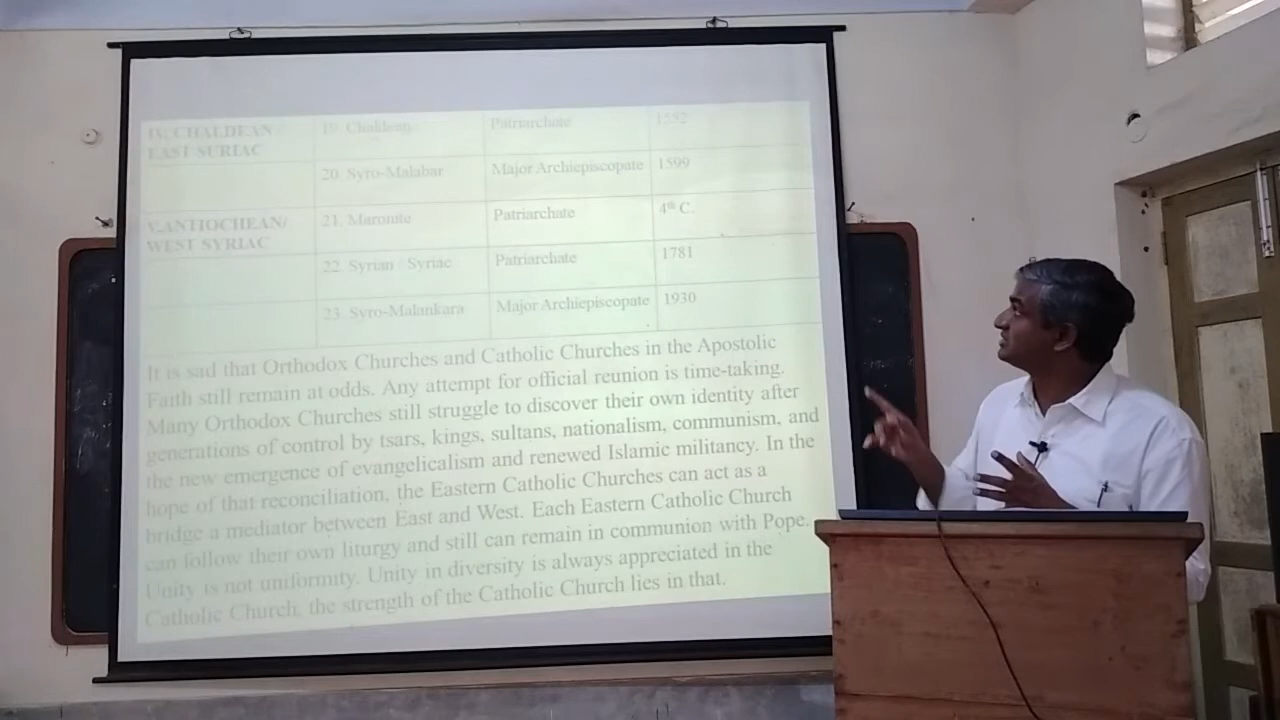 IV. CHALDEAN 19. Chaldean Patriarchate 1552
EAST SURIAC
20. Syro-Malabar Major Archiepiscopate 1599
V.ANTIOCHEAN/ 21. Maronite Patriarchate 4th C.
WEST SYRIAC
22. Syrian / Syriac Patriarchate 1781
23. Syro-Malankara Major Archiepiscopate 1930
It is sad that Orthodox Churches and Catholic Churches in the Apostolic
Faith still remain at odds. Any attempt for official reunion is time-taking.
Many Orthodox Churches still struggle to discover their own identity after
generations of control by tsars, kings, sultans, nationalism, communism, and
the new emergence of evangelicalism and renewed Islamic militancy. In the
hope of that reconciliation, the Eastern Catholic Churches can act as a
bridge a mediator between East and West. Each Eastern Catholic Church
can follow their own liturgy and still can remain in communion with Pope.
Unity is not uniformity. Unity in diversity is always appreciated in the
Catholic Church, the strength of the Catholic Church lies in that.